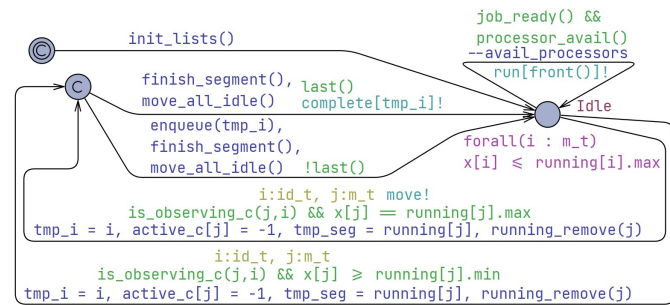 job_ready() &&
processor_avail()
--avail_processors
run[front()]!
init_lists()
C
C
finish_segment(),
move_all_idle()
last()
complete[tmp_i]!
Idle
enqueue(tmp_i),
finish_segment(),
move_all_idle()
!last()
forall(i : m_t)
x[i] ⩽ running[i].max
i:id_t, j:m_t move!
is_observing_c(j,i) && x[j] == running[j].max
tmp_i = i, active_c[j] = -1, tmp_seg = running[j], running_remove(j)
i:id_t, j:m_t
is_observing_c(j,i) && x[j] ⩾ running[j].min
tmp_i = i, active_c[j] = -1, tmp_seg = running[j], running_remove(j)